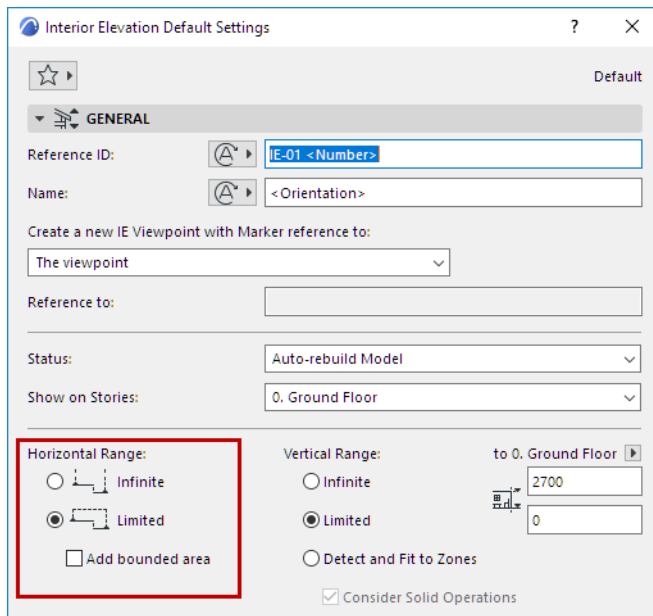 Interior Elevation Default Settings
Default
GENERAL
Reference ID: IE-01 <Number>
Name: <Orientation>
Create a new IE Viewpoint with Marker reference to:
The viewpoint
Reference to:
Status: Auto-rebuild Model
Show on Stories: 0. Ground Floor
Horizontal Range: Vertical Range: to 0. Ground Floor
Infinite Infinite 2700
Limited Limited 0
Add bounded area Detect and Fit to Zones
Consider Solid Operations